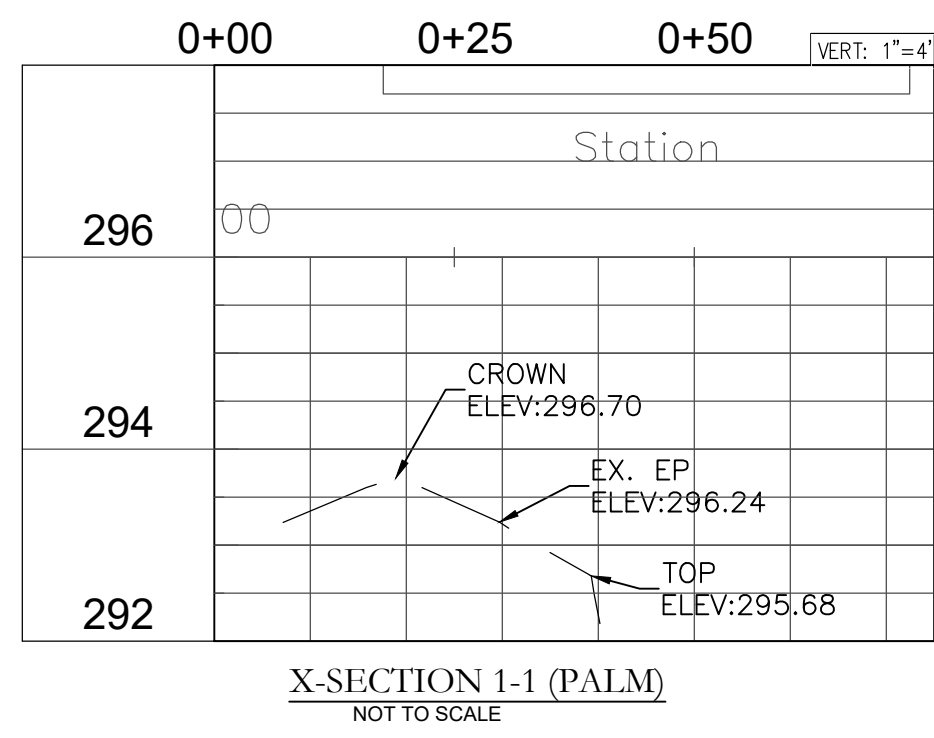 0+00 0+25 0+50
VERT: 1"=4'
Station
296
00
CROWN
ELEV:296.70
294
EX. EP
ELEV:296.24
TOP
ELEV:295.68
292
X-SECTION 1-1 (PALM)
NOT TO SCALE